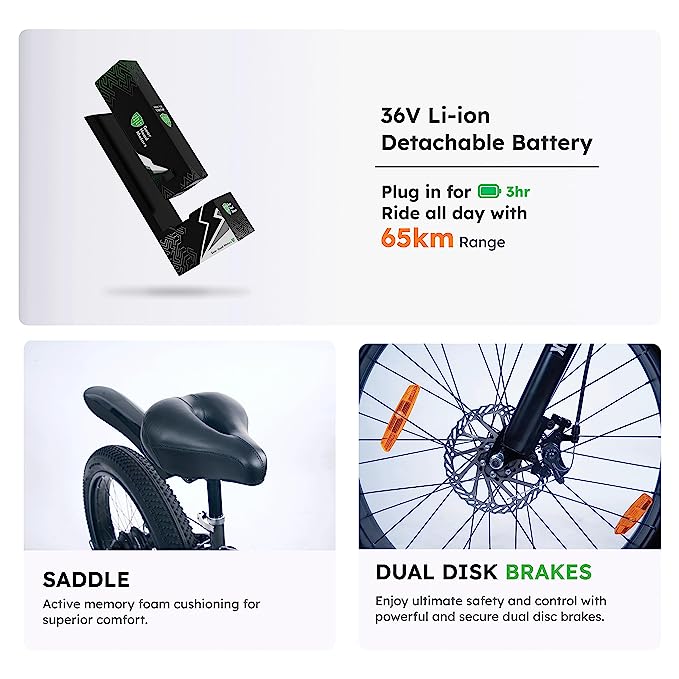 36V Li-ion
Detachable Battery
Plug in for 3hr
Ride all day with
65km Range
SADDLE
Active memory foam cushioning for
superior comfort.
DUAL DISK BRAKES
Enjoy ultimate safety and control with
powerful and secure dual disc brakes.